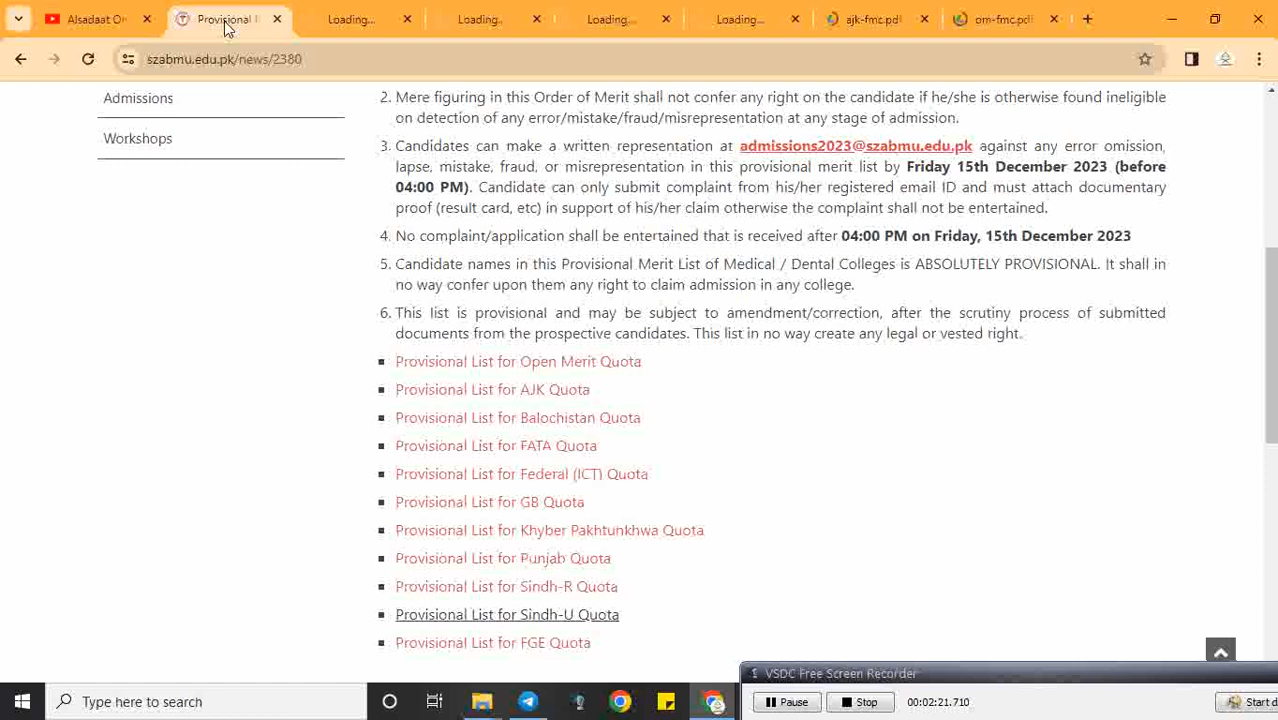 Alsadaat On
Provisional l
Loading...
Loading...
Loading...
Loading...
ajk-fmc.pdf
om-fmc.pdf
szabmu.edu.pk/news/2380
Admissions
Workshops
2. Mere figuring in this Order of Merit shall not confer any right on the candidate if he/she is otherwise found ineligible
on detection of any error/mistake/fraud/misrepresentation at any stage of admission.
3. Candidates can make a written representation at admissions2023@szabmu.edu.pk against any error omission,
lapse, mistake, fraud, or misrepresentation in this provisional merit list by Friday 15th December 2023 (before
04:00 PM). Candidate can only submit complaint from his/her registered email ID and must attach documentary
proof (result card, etc) in support of his/her claim otherwise the complaint shall not be entertained.
4. No complaint/application shall be entertained that is received after 04:00 PM on Friday, 15th December 2023
5. Candidate names in this Provisional Merit List of Medical / Dental Colleges is ABSOLUTELY PROVISIONAL. It shall in
no way confer upon them any right to claim admission in any college.
6. This list is provisional and may be subject to amendment/correction, after the scrutiny process of submitted
documents from the prospective candidates. This list in no way create any legal or vested right.
Provisional List for Open Merit Quota
Provisional List for AJK Quota
Provisional List for Balochistan Quota
Provisional List for FATA Quota
Provisional List for Federal (ICT) Quota
Provisional List for GB Quota
Provisional List for Khyber Pakhtunkhwa Quota
Provisional List for Punjab Quota
Provisional List for Sindh-R Quota
Provisional List for Sindh-U Quota
Provisional List for FGE Quota
VSDC Free Screen Recorder
Pause
Stop
00:02:21.710
Start d
Type here to search